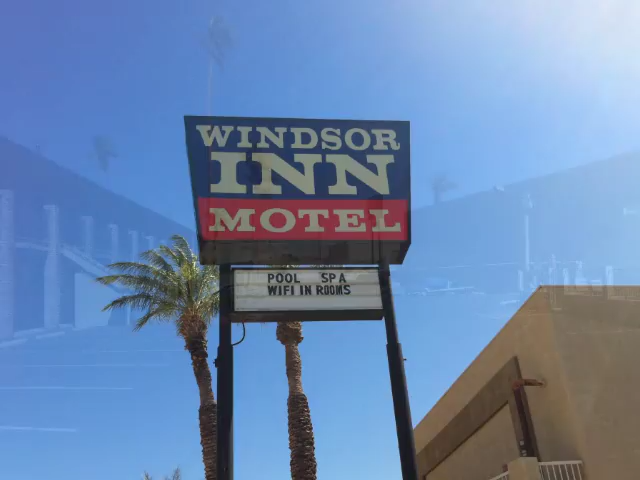 WINDSOR
INN
MOTEL
POOL SPA
WIFI IN ROOMS